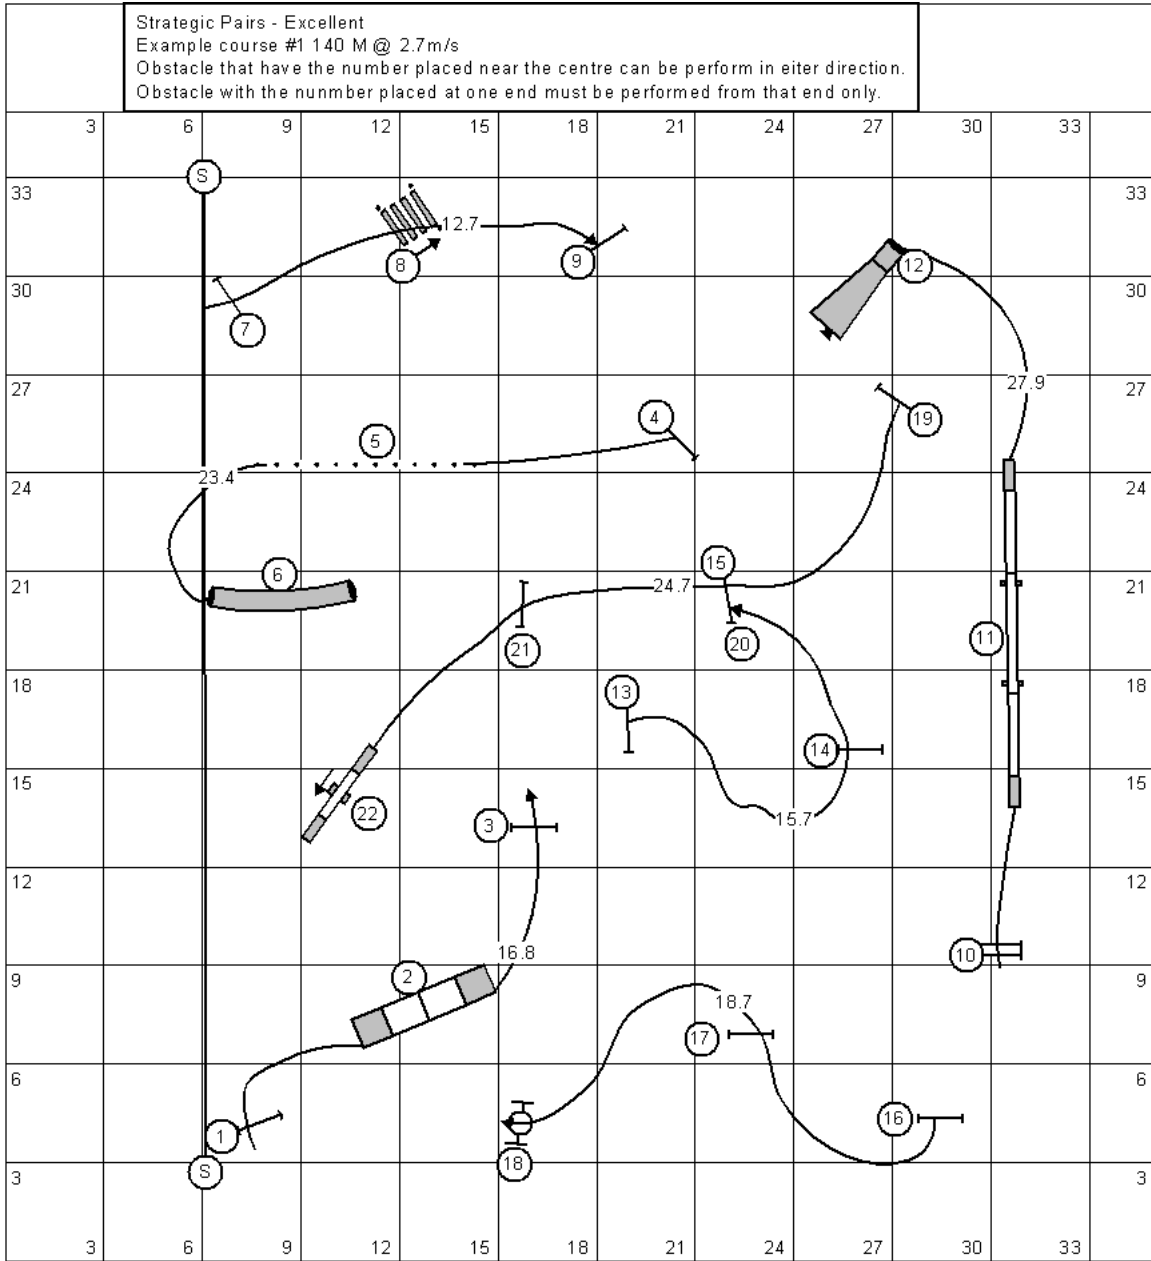 Strategic Pairs - Excellent
Example course #1 140 M @ 2.7m/s
Obstacle that have the number placed near the centre can be perform in eiter direction.
Obstacle with the nunmber placed at one end must be performed from that end only.
3 6 9 12 15 18 21 24 27 30 33
S
33 33
12.7
8 9 12
30 30
7
27 27
27.9
4 19
5
24 24
23.4
15
21 6 24.7 21
11
21 20
18 13 18
14
15 15
22 3 15.7
12 12
16.8 10
9 2 9
18.7
17
6 6
16
1
18
3 S 3
3 6 9 12 15 18 21 24 27 30 33